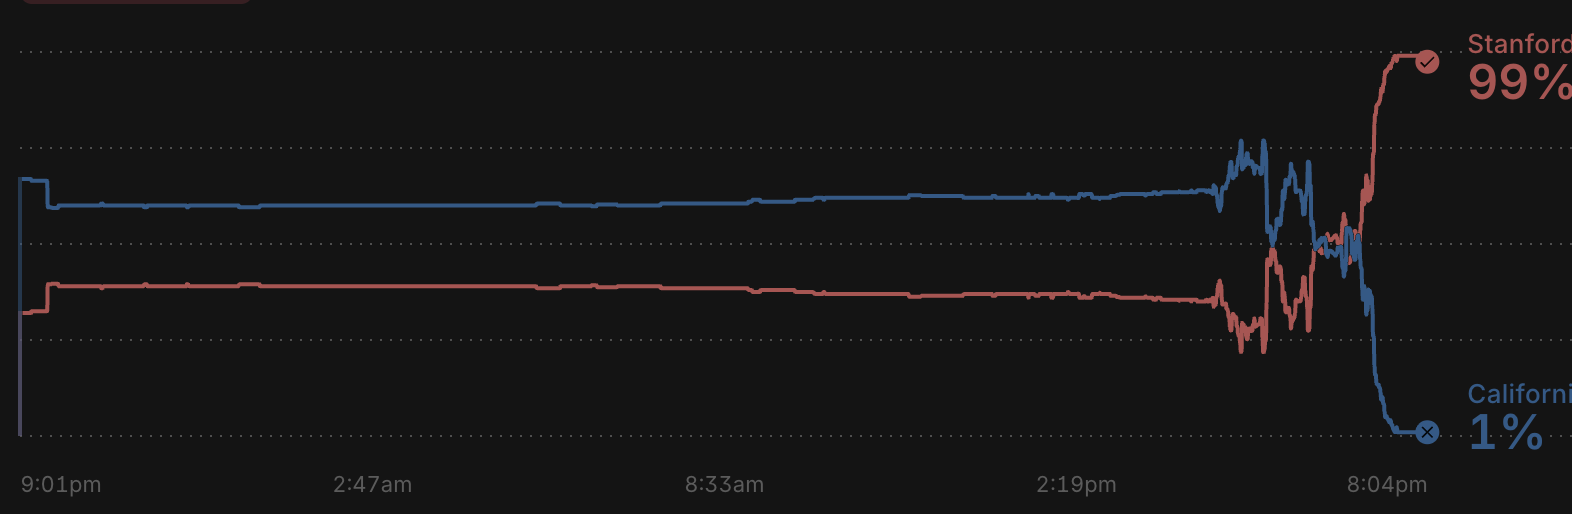 Stanford
99%
Californi
1%
9:01pm 2:47am 8:33am 2:19pm 8:04pm